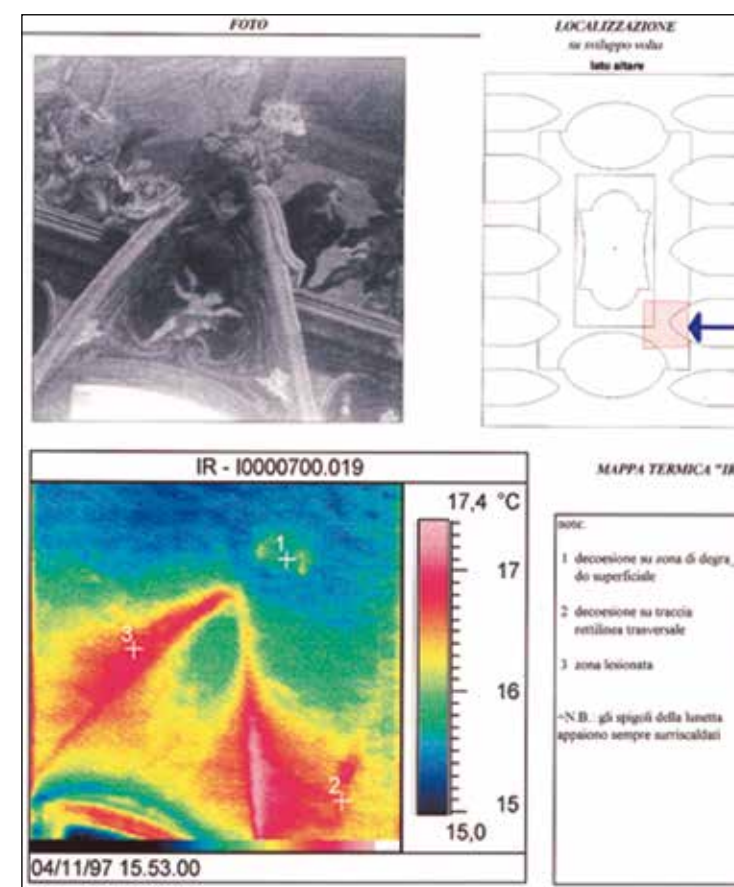 FOTO
LOCALIZZAZIONE
su sviluppo volta
lato altare
IR - I0000700.019
17,4 °C
17
16
15
15,0
1
2
3
04/11/97 15.53.00
MAPPA TERMICA "IR
note:
1 decoesione su zona di degra_
do superficiale
2 decoesione su traccia
rettilinea trasversale
3 zona lesionata
N.B.: gli spigoli della lunetta
appaiono sempre surriscaldati